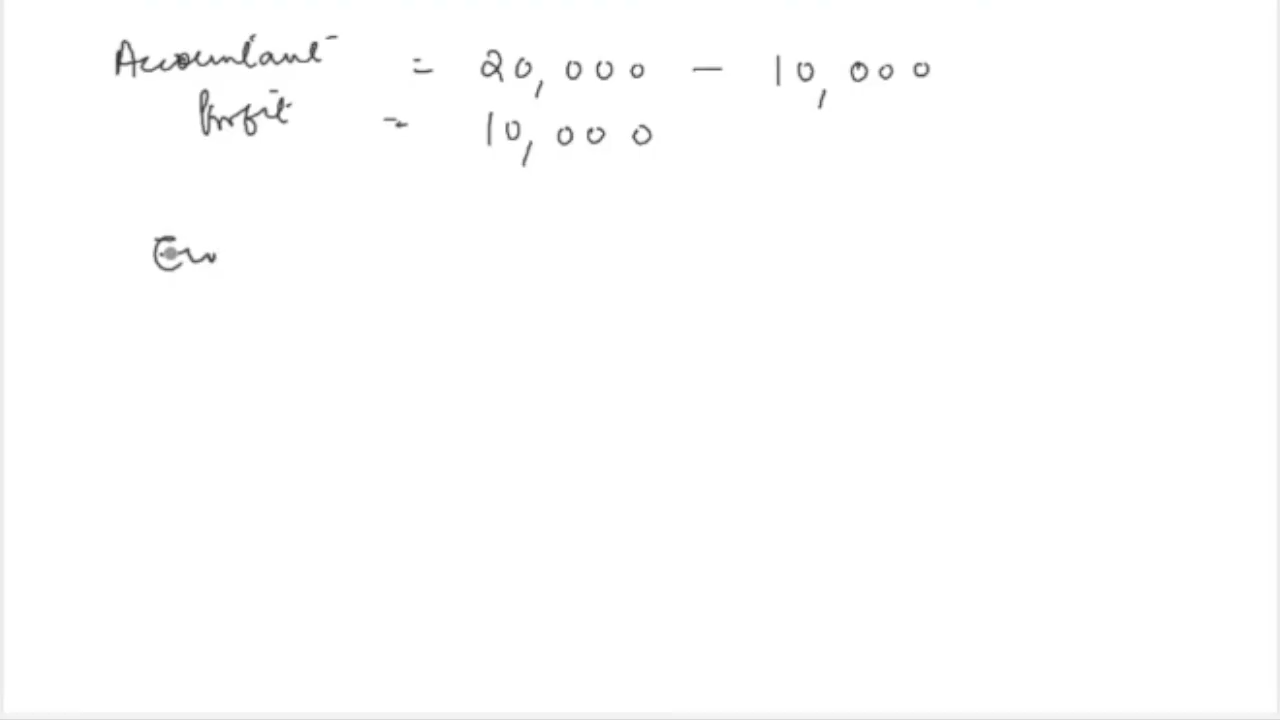 Accountant = 20,000 - 10,000
Profit = 10,000